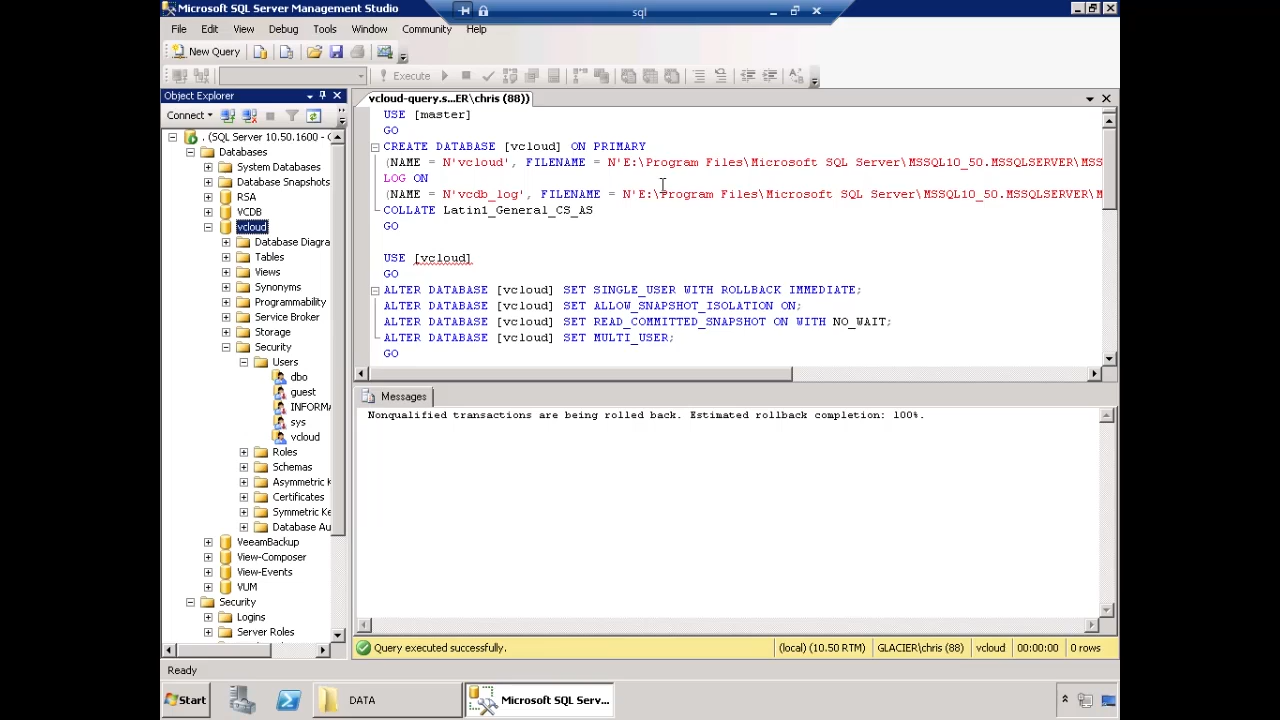 Microsoft SQL Server Management Studio
sql
File Edit View Debug Tools Window Community Help
New Query
Execute
Object Explorer
vcloud-query.s...ER\chris (88))
Connect
. (SQL Server 10.50.1600 -
Databases
System Databases
Database Snapshots
RSA
VCDB
vcloud
Database Diagra
Tables
Views
Synonyms
Programmability
Service Broker
Storage
Security
Users
dbo
guest
INFORMA
sys
vcloud
Roles
Schemas
Asymmetric K
Certificates
Symmetric Ke
Database Au
VeeamBackup
View-Composer
View-Events
VUM
Security
Logins
Server Roles
USE [master]
GO
CREATE DATABASE [vcloud] ON PRIMARY
(NAME = N'vcloud', FILENAME = N'E:\Program Files\Microsoft SQL Server\MSSQL10_50.MSSQLSERVER\MSS
LOG ON
(NAME = N'vcdb_log', FILENAME = N'E:\Program Files\Microsoft SQL Server\MSSQL10_50.MSSQLSERVER\M
COLLATE Latin1_General_CS_AS
GO
USE [vcloud]
GO
ALTER DATABASE [vcloud] SET SINGLE_USER WITH ROLLBACK IMMEDIATE;
ALTER DATABASE [vcloud] SET ALLOW_SNAPSHOT_ISOLATION ON;
ALTER DATABASE [vcloud] SET READ_COMMITTED_SNAPSHOT ON WITH NO_WAIT;
ALTER DATABASE [vcloud] SET MULTI_USER;
GO
Messages
Nonqualified transactions are being rolled back. Estimated rollback completion: 100%.
Query executed successfully. (local) (10.50 RTM) GLACIER\chris (88) vcloud 00:00:00 0 rows
Ready
Start DATA Microsoft SQL Serv...